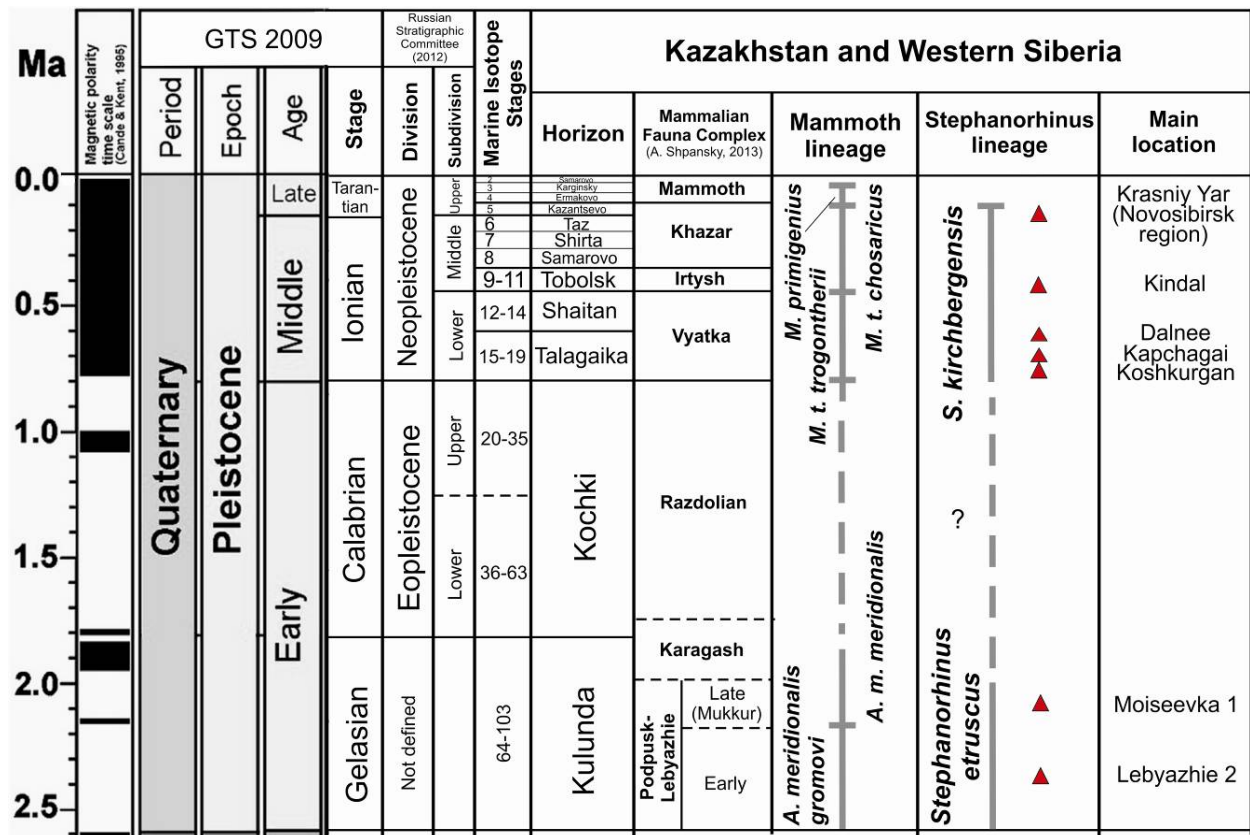 Ma
Magnetic polarity
time scale
(Cande & Kent, 1995)
GTS 2009
Period
Epoch
Age
Stage
Russian
Stratigraphic
Committee
(2012)
Division
Subdivision
Marine Isotope
Stages
Kazakhstan and Western Siberia
Horizon
Mammalian
Fauna Complex
(A. Shpansky, 2013)
Mammoth
lineage
Stephanorhinus
lineage
Main
location
0.0
0.5
1.0
1.5
2.0
2.5
Quaternary
Pleistocene
Late
Middle
Early
Taran-
tian
Ionian
Calabrian
Gelasian
Neopleistocene
Eopleistocene
Not defined
Upper
Middle
Lower
Upper
Lower
2
3
4
5
6
7
8
9-11
12-14
15-19
20-35
36-63
64-103
Samarovo
Karginsky
Ermakovo
Kazantsevo
Taz
Shirta
Samarovo
Tobolsk
Shaitan
Talagaika
Kochki
Kulunda
Mammoth
Khazar
Irtysh
Vyatka
Razdolian
Karagash
Podpusk-
Lebyazhie
Late
(Mukkur)
Early
M. primigenius
M. t. chosaricus
M. t. trogontherii
A. m. meridionalis
A. meridionalis
gromovi
S. kirchbergensis
?
Stephanorhinus
etruscus
Krasniy Yar
(Novosibirsk
region)
Kindal
Dalnee
Kapchagai
Koshkurgan
Moiseevka 1
Lebyazhie 2